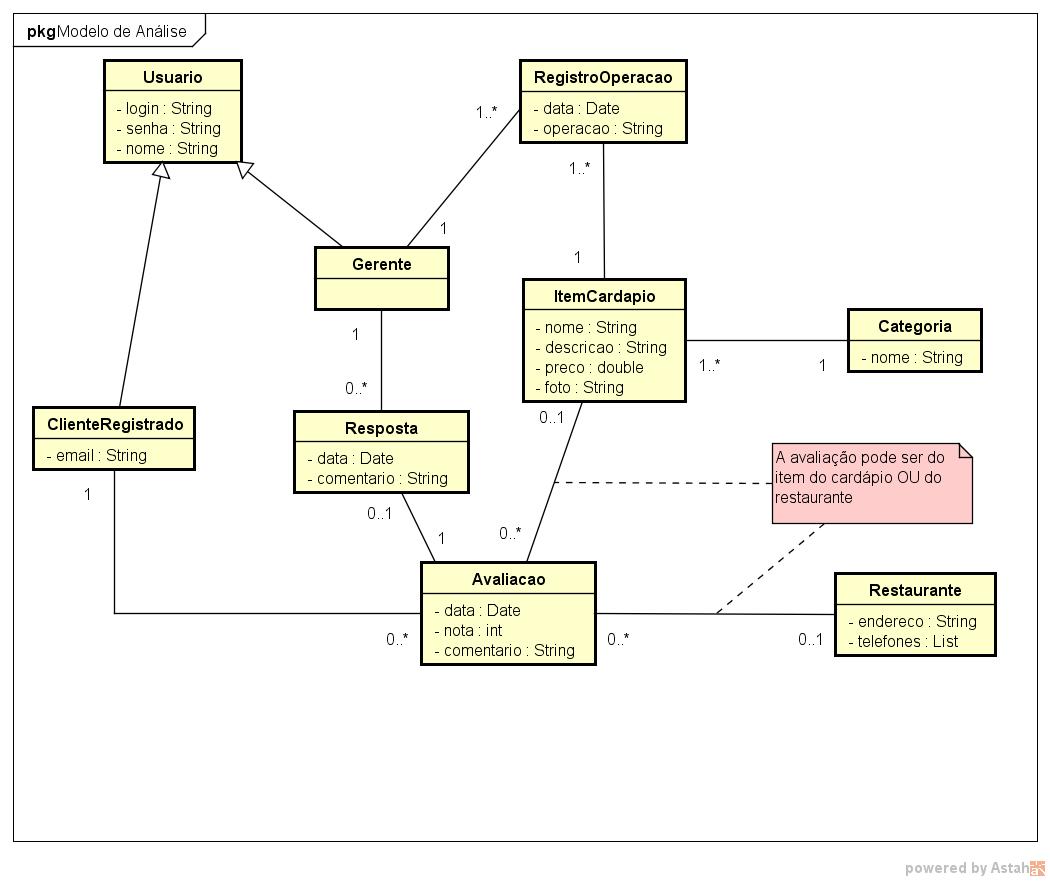 pkg Modelo de Análise
Usuario
- login : String
- senha : String
- nome : String
RegistroOperacao
- data : Date
- operacao : String
1..*
1..*
1
1
Gerente
ItemCardapio
- nome : String
- descricao : String
- preco : double
- foto : String
Categoria
- nome : String
1
1..*
1
0..*
ClienteRegistrado
- email : String
Resposta
- data : Date
- comentario : String
0..1
1
0..1
1
0..*
A avaliação pode ser do
item do cardápio OU do
restaurante
Avaliacao
- data : Date
- nota : int
- comentario : String
Restaurante
- endereco : String
- telefones : List
0..*
0..*
0..1
powered by Astah